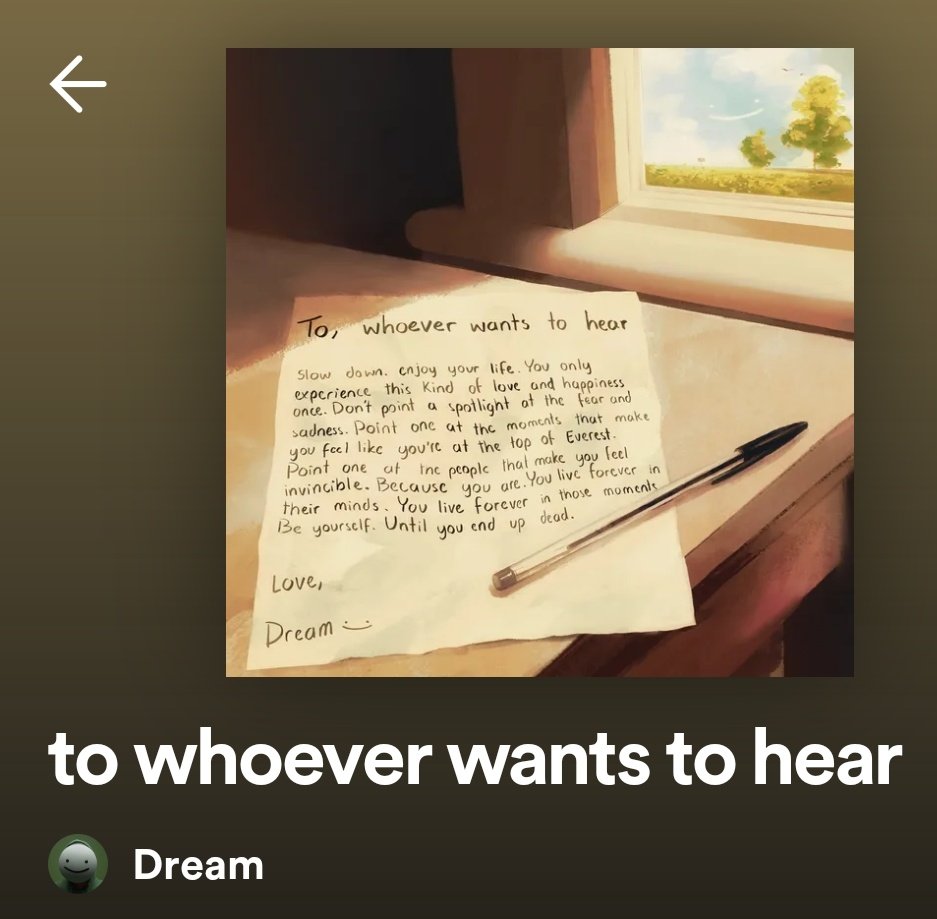 To, whoever wants to hear
slow down. enjoy your life. You only
experience this kind of love and happiness
once. Don't point a spotlight at the fear and
sadness. Point one at the moments that make
you feel like you're at the top of Everest.
Point one at the people that make you feel
invincible. Because you are. You live forever in
their minds. You live forever in those moments.
Be yourself. Until you end up dead.
Love,
Dream :)
to whoever wants to hear
Dream